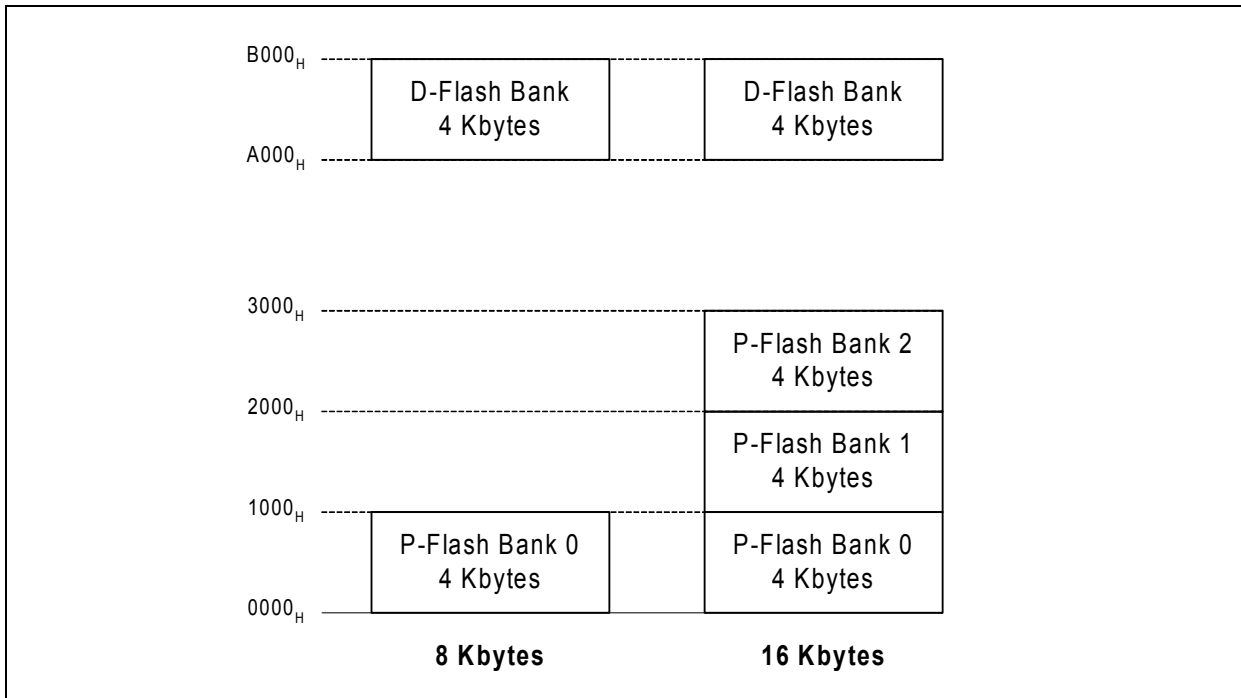 B000H
D-Flash Bank
4 Kbytes
D-Flash Bank
4 Kbytes
A000H
3000H
P-Flash Bank 2
4 Kbytes
2000H
P-Flash Bank 1
4 Kbytes
1000H
P-Flash Bank 0
4 Kbytes
P-Flash Bank 0
4 Kbytes
0000H
8 Kbytes
16 Kbytes